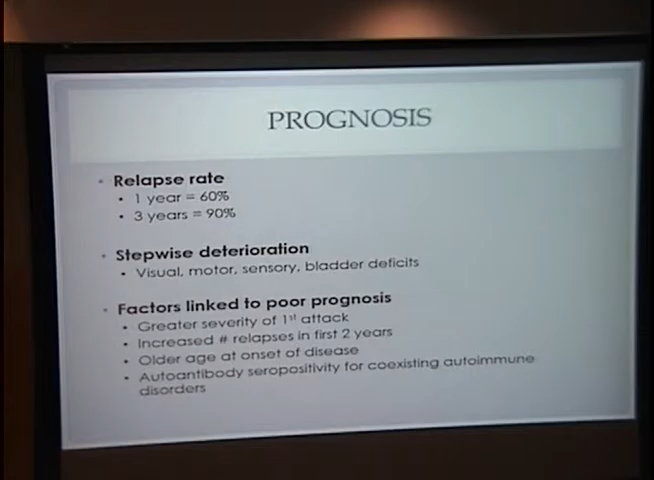 PROGNOSIS
• Relapse rate
• 1 year = 60%
• 3 years = 90%
• Stepwise deterioration
• Visual, motor, sensory, bladder deficits
• Factors linked to poor prognosis
• Greater severity of 1st attack
• Increased # relapses in first 2 years
• Older age at onset of disease
• Autoantibody seropositivity for coexisting autoimmune
disorders